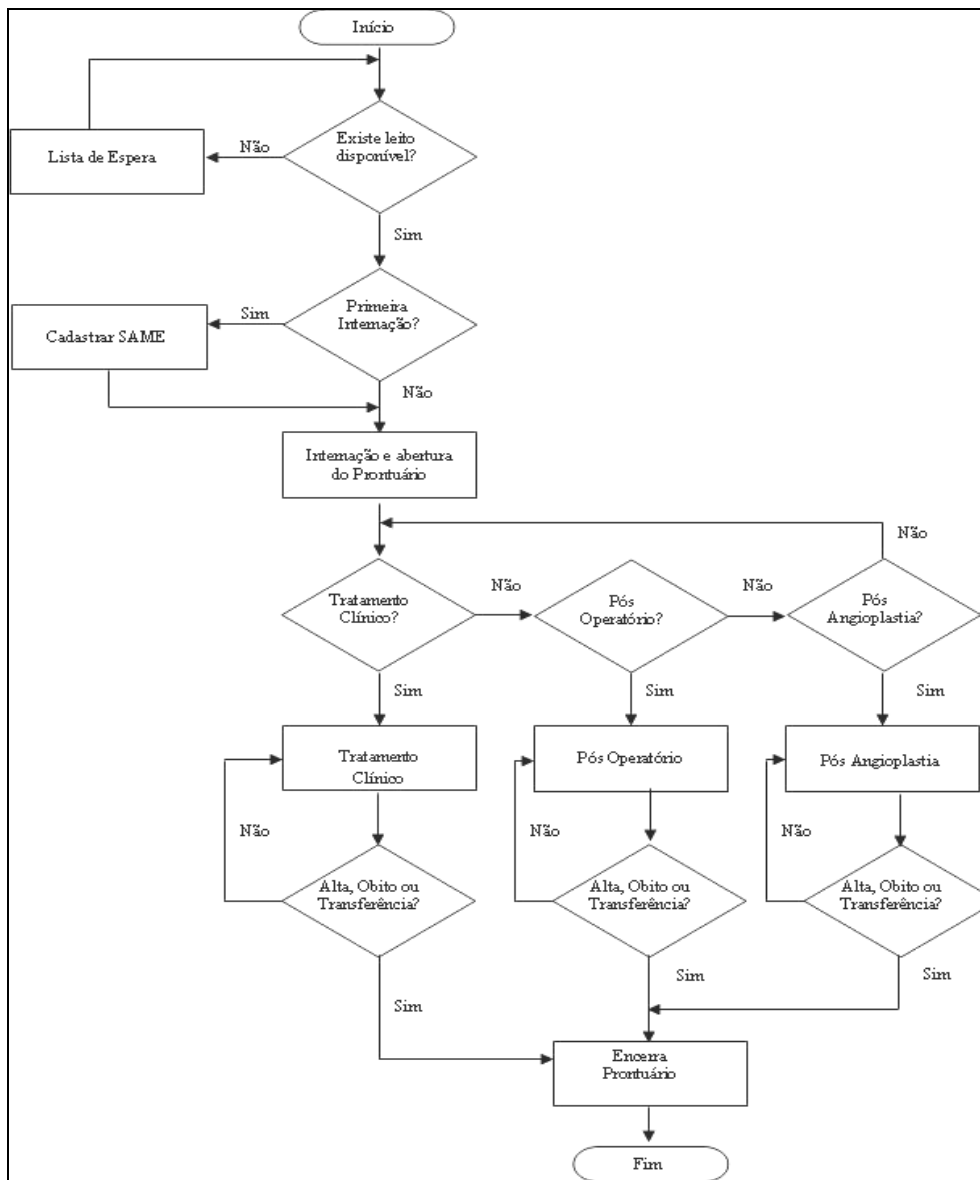 Início
Existe leito
disponível?
Não
Lista de Espera
Sim
Primeira
Internação?
Sim
Cadastrar SAME
Não
Internação e abertura
do Prontuário
Não
Tratamento
Clínico?
Não
Pós
Operatório?
Não
Pós
Angioplastia?
Sim
Sim
Sim
Tratamento
Clínico
Pós Operatório
Pós Angioplastia
Não
Não
Não
Alta, Obito ou
Transferência?
Alta, Obito ou
Transferência?
Alta, Obito ou
Transferência?
Sim
Sim
Sim
Encerra
Prontuário
Fim